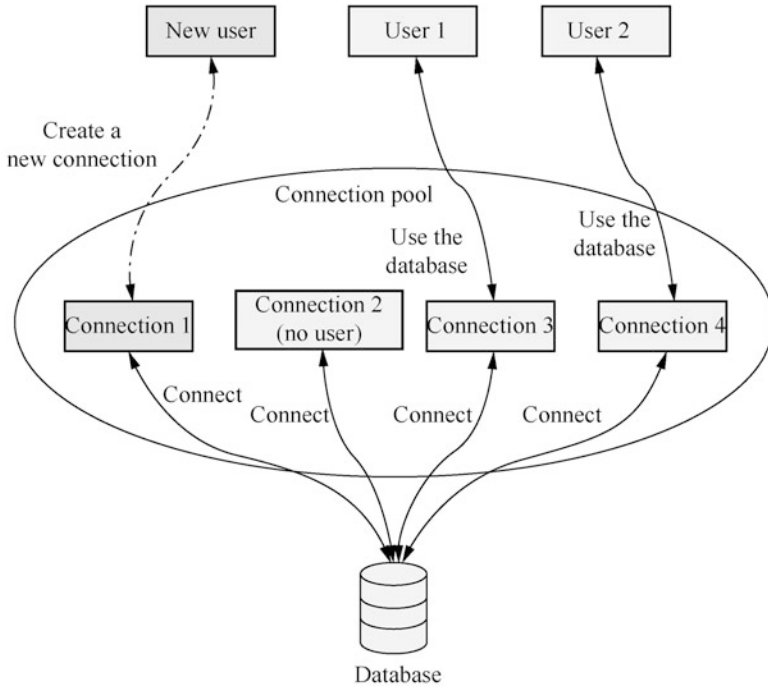 New user
User 1
User 2
Create a
new connection
Connection pool
Use the
database
Use the
database
Connection 1
Connection 2
(no user)
Connection 3
Connection 4
Connect
Connect
Connect
Connect
Database